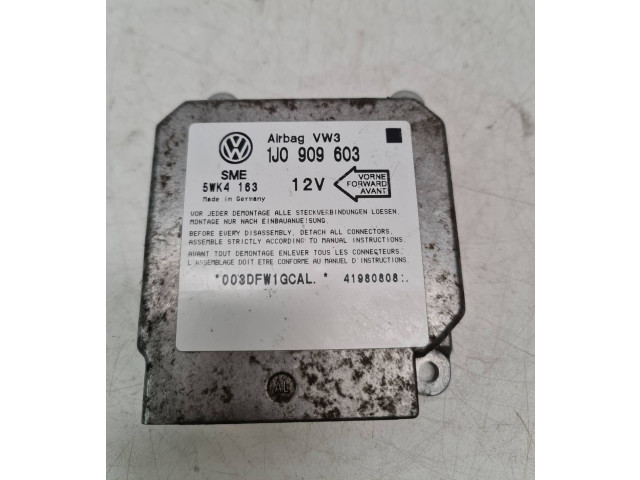 Airbag VW3
1J0 909 603
SME
5WK4 163
Made in Germany
12V
VORNE
FORWARD
AVANT
VOR JEDER DEMONTAGE ALLE STECKVERBINDUNGEN LOESEN.
MONTAGE NUR NACH EINBAUANWEISUNG.
BEFORE EVERY DISASSEMBLY, DETACH ALL CONNECTORS.
ASSEMBLE STRICTLY ACCORDING TO MANUAL INSTRUCTIONS.
AVANT TOUT DEMONTAGE ENLEVER TOUS LES CONNECTEURS.
L'ASSEMBLAGE DOIT ETRE CONFORME AU MANUEL D'INSTRUCTIONS.
*003DFW1GCAL. * 41980808:.
AL